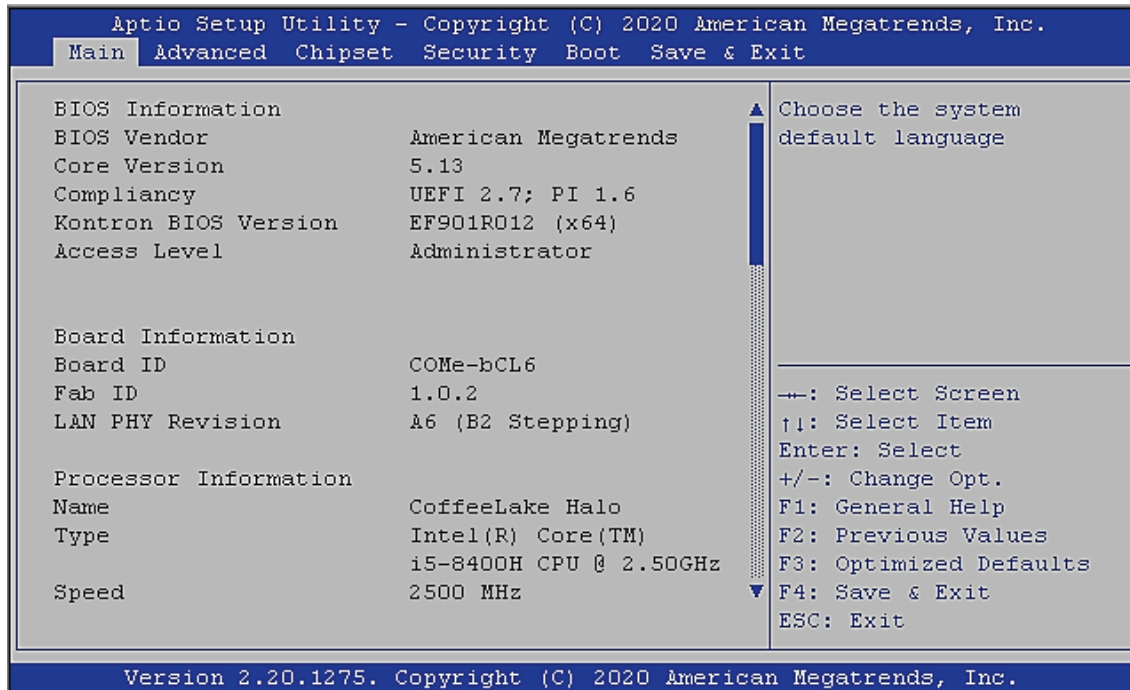 Aptio Setup Utility - Copyright (C) 2020 American Megatrends, Inc.
Main Advanced Chipset Security Boot Save & Exit
BIOS Information
BIOS Vendor American Megatrends
Core Version 5.13
Compliancy UEFI 2.7; PI 1.6
Kontron BIOS Version EF901R012 (x64)
Access Level Administrator
Board Information
Board ID COMe-bCL6
Fab ID 1.0.2
LAN PHY Revision A6 (B2 Stepping)
Processor Information
Name CoffeeLake Halo
Type Intel(R) Core(TM)
i5-8400H CPU @ 2.50GHz
Speed 2500 MHz
Choose the system
default language
→←: Select Screen
↑↓: Select Item
Enter: Select
+/-: Change Opt.
F1: General Help
F2: Previous Values
F3: Optimized Defaults
F4: Save & Exit
ESC: Exit
Version 2.20.1275. Copyright (C) 2020 American Megatrends, Inc.